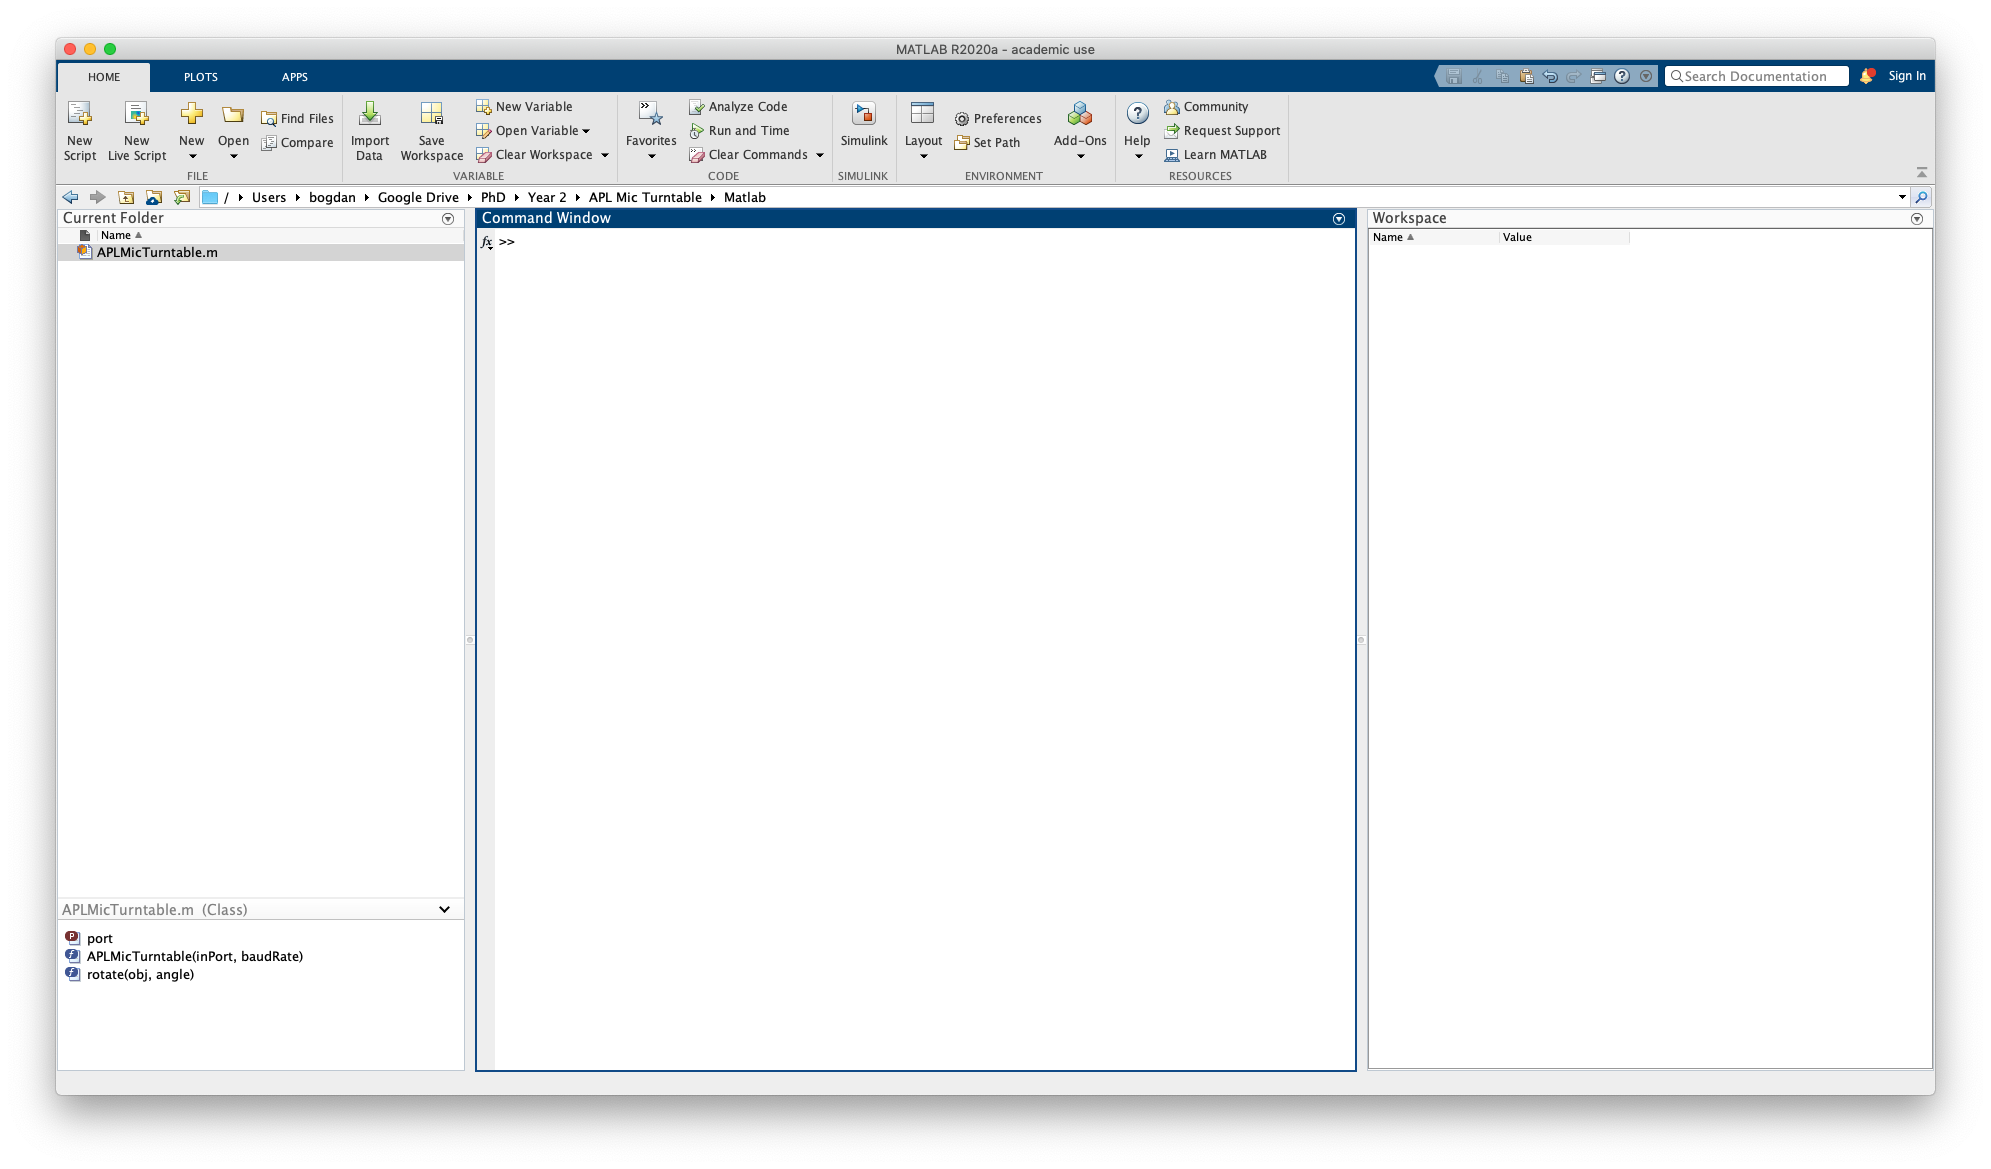 MATLAB R2020a - academic use
HOME PLOTS APPS
Search Documentation
Sign In
New Script
New Live Script
New
Open
Find Files
Compare
FILE
Import Data
Save Workspace
New Variable
Open Variable
Clear Workspace
VARIABLE
Favorites
Analyze Code
Run and Time
Clear Commands
CODE
Simulink
SIMULINK
Layout
Preferences
Set Path
Add-Ons
ENVIRONMENT
Help
Community
Request Support
Learn MATLAB
RESOURCES
/ Users bogdan Google Drive PhD Year 2 APL Mic Turntable Matlab
Current Folder
Name
APLMicTurntable.m
Command Window
fx >>
Workspace
Name Value
APLMicTurntable.m (Class)
port
APLMicTurntable(inPort, baudRate)
rotate(obj, angle)